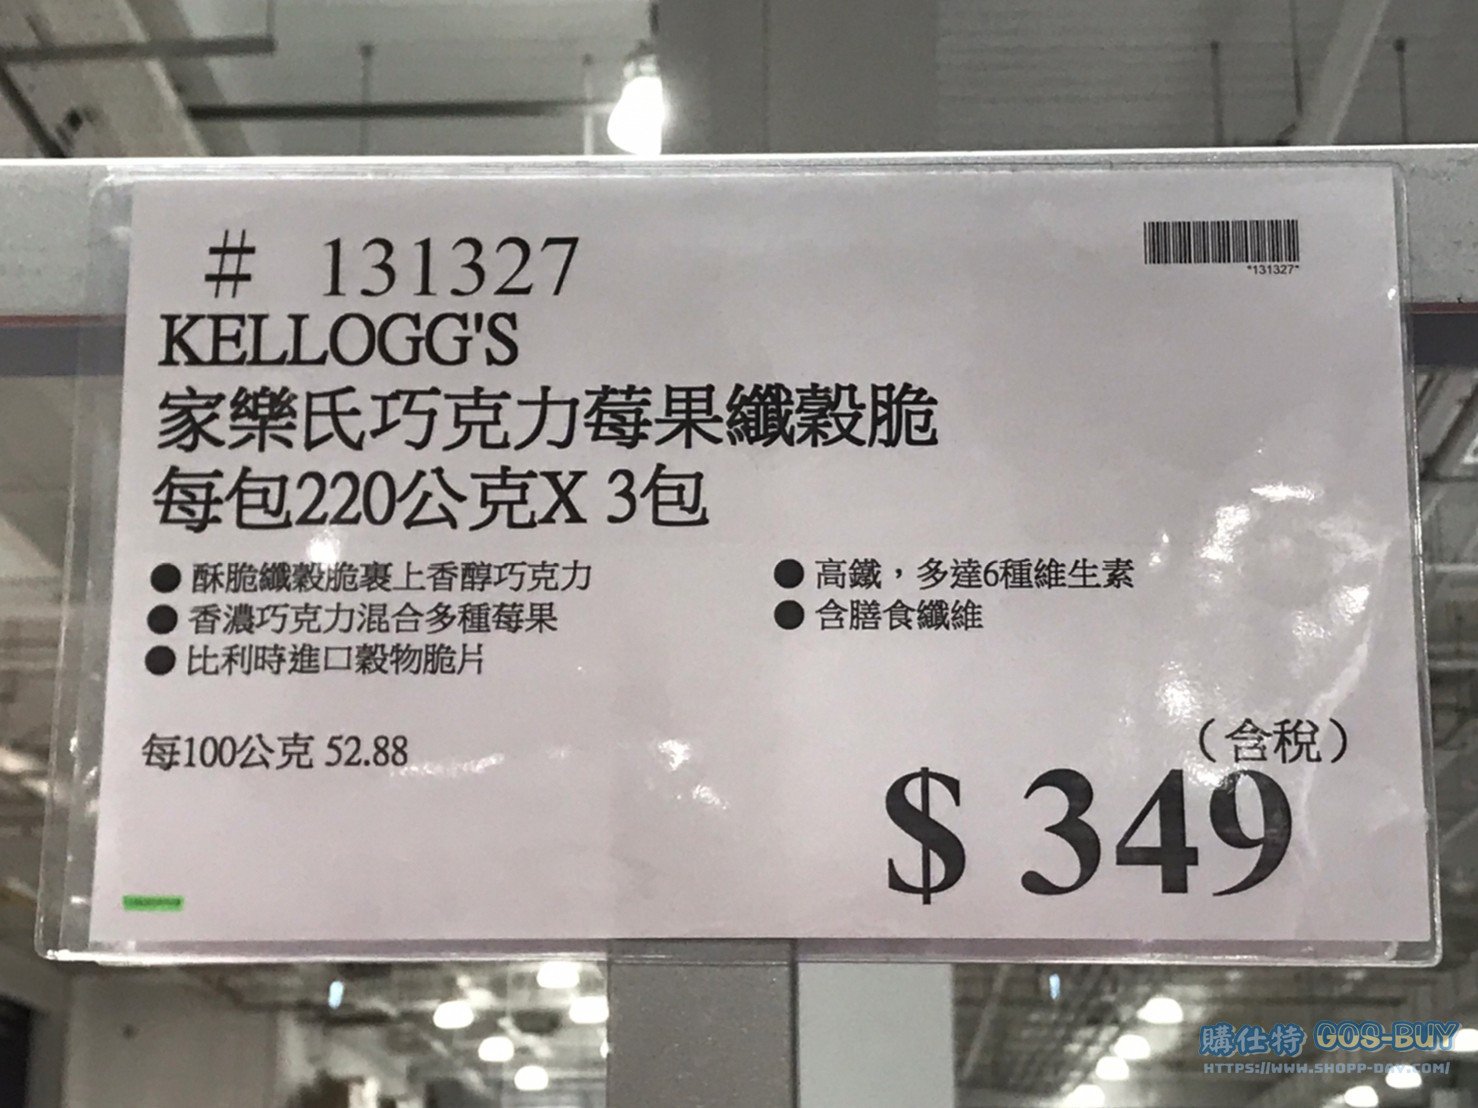 # 131327
*131327*
KELLOGG'S
家樂氏巧克力莓果纖穀脆
每包220公克X 3包
●酥脆纖穀脆裹上香醇巧克力
●香濃巧克力混合多種莓果
●比利時進口穀物脆片
●高鐵，多達6種維生素
●含膳食纖維
每100公克 52.88
（含稅）
$ 349
購仕特 GOS-BUY
HTTPS://WWW.SHOPP-DAY.COM/